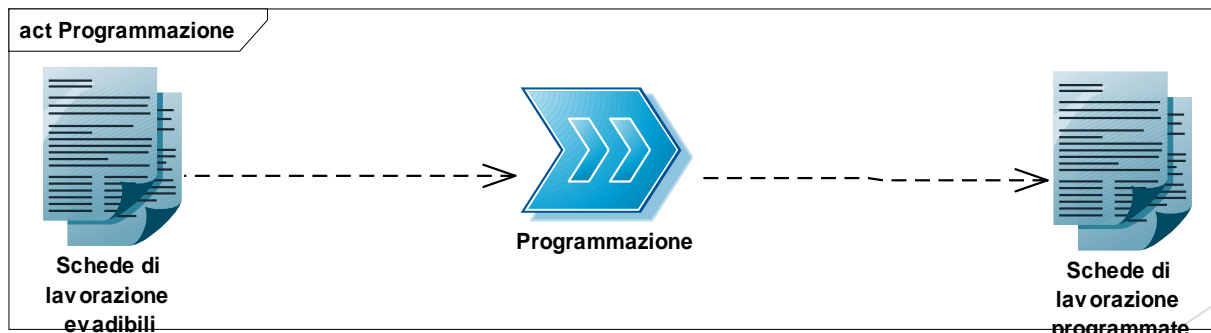 act Programmazione
Schede di
lavorazione
evadibili
Programmazione
Schede di
lavorazione
programmate